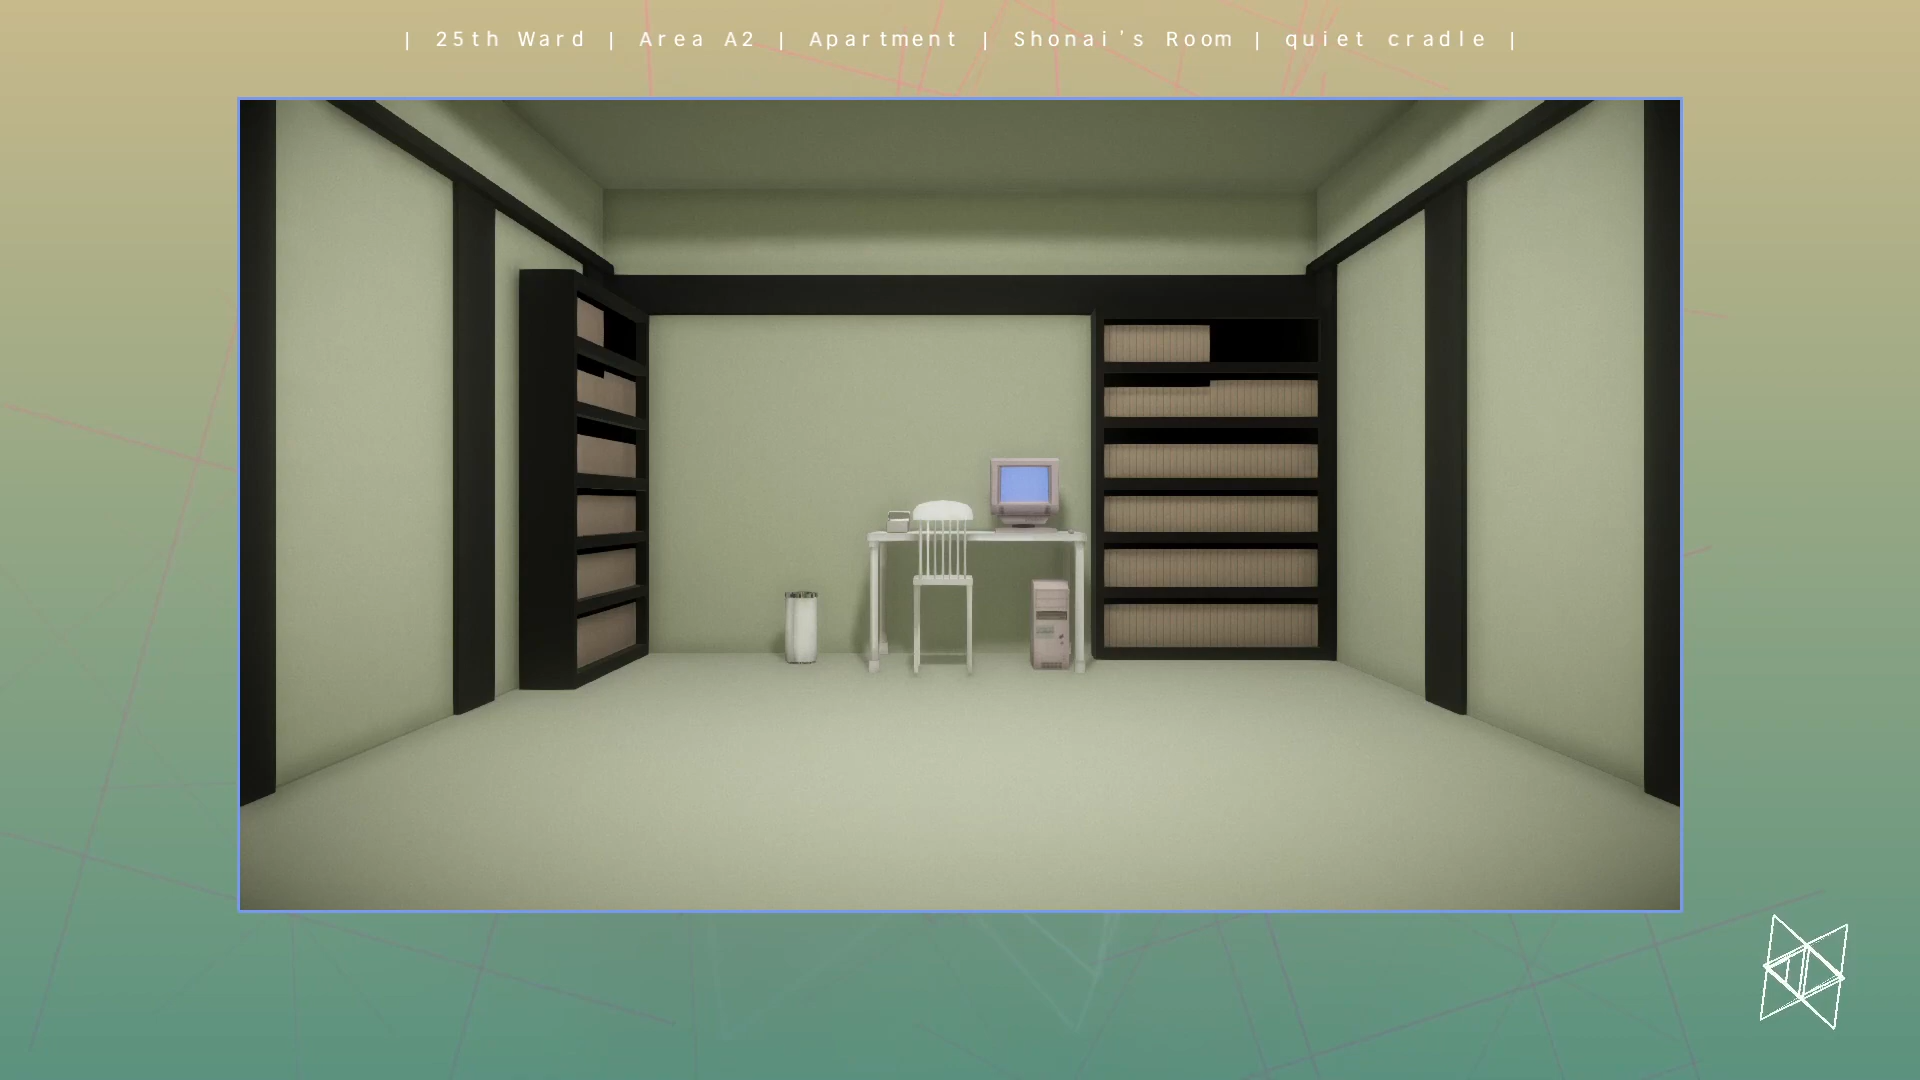 | 25th Ward | Area A2 | Apartment | Shonai's Room | quiet cradle |